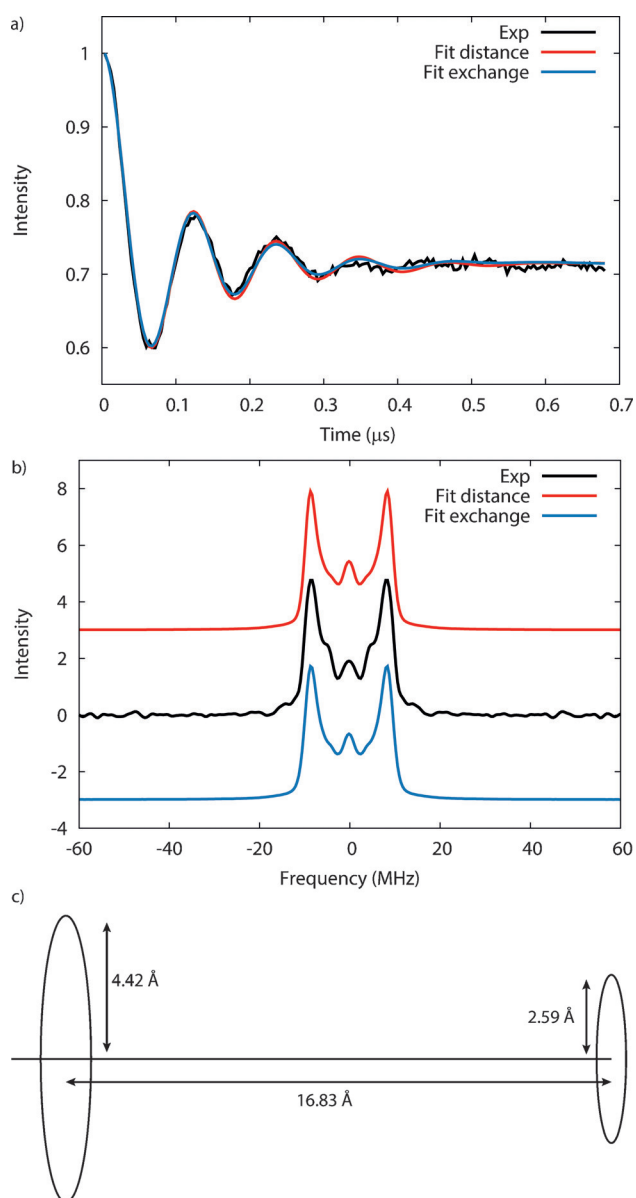 a)
Exp
Fit distance
Fit exchange
1
0.9
0.8
0.7
0.6
Intensity
0 0.1 0.2 0.3 0.4 0.5 0.6 0.7
Time (μs)
b)
Exp
Fit distance
Fit exchange
8
6
4
2
0
-2
-4
Intensity
-60 -40 -20 0 20 40 60
Frequency (MHz)
c)
4.42 Å
2.59 Å
16.83 Å